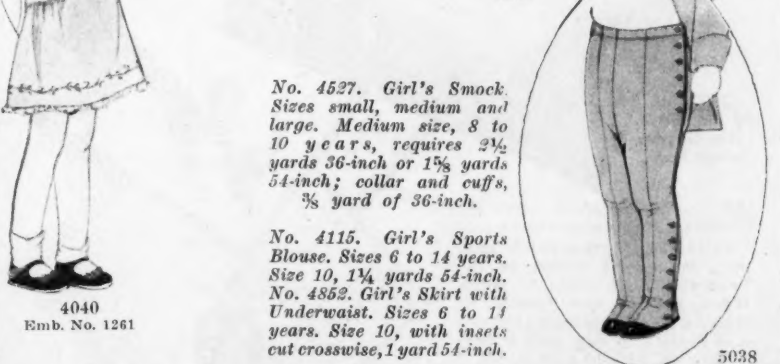 No. 4527. Girl's Smock.
Sizes small, medium and
large. Medium size, 8 to
10 years, requires 2½
yards 36-inch or 1⅝ yards
54-inch; collar and cuffs,
⅜ yard of 36-inch.
No. 4115. Girl's Sports
Blouse. Sizes 6 to 14 years.
Size 10, 1¼ yards 54-inch.
No. 4852. Girl's Skirt with
Underwaist. Sizes 6 to 14
years. Size 10, with insets
cut crosswise, 1 yard 54-inch.
4040
Emb. No. 1261
5038